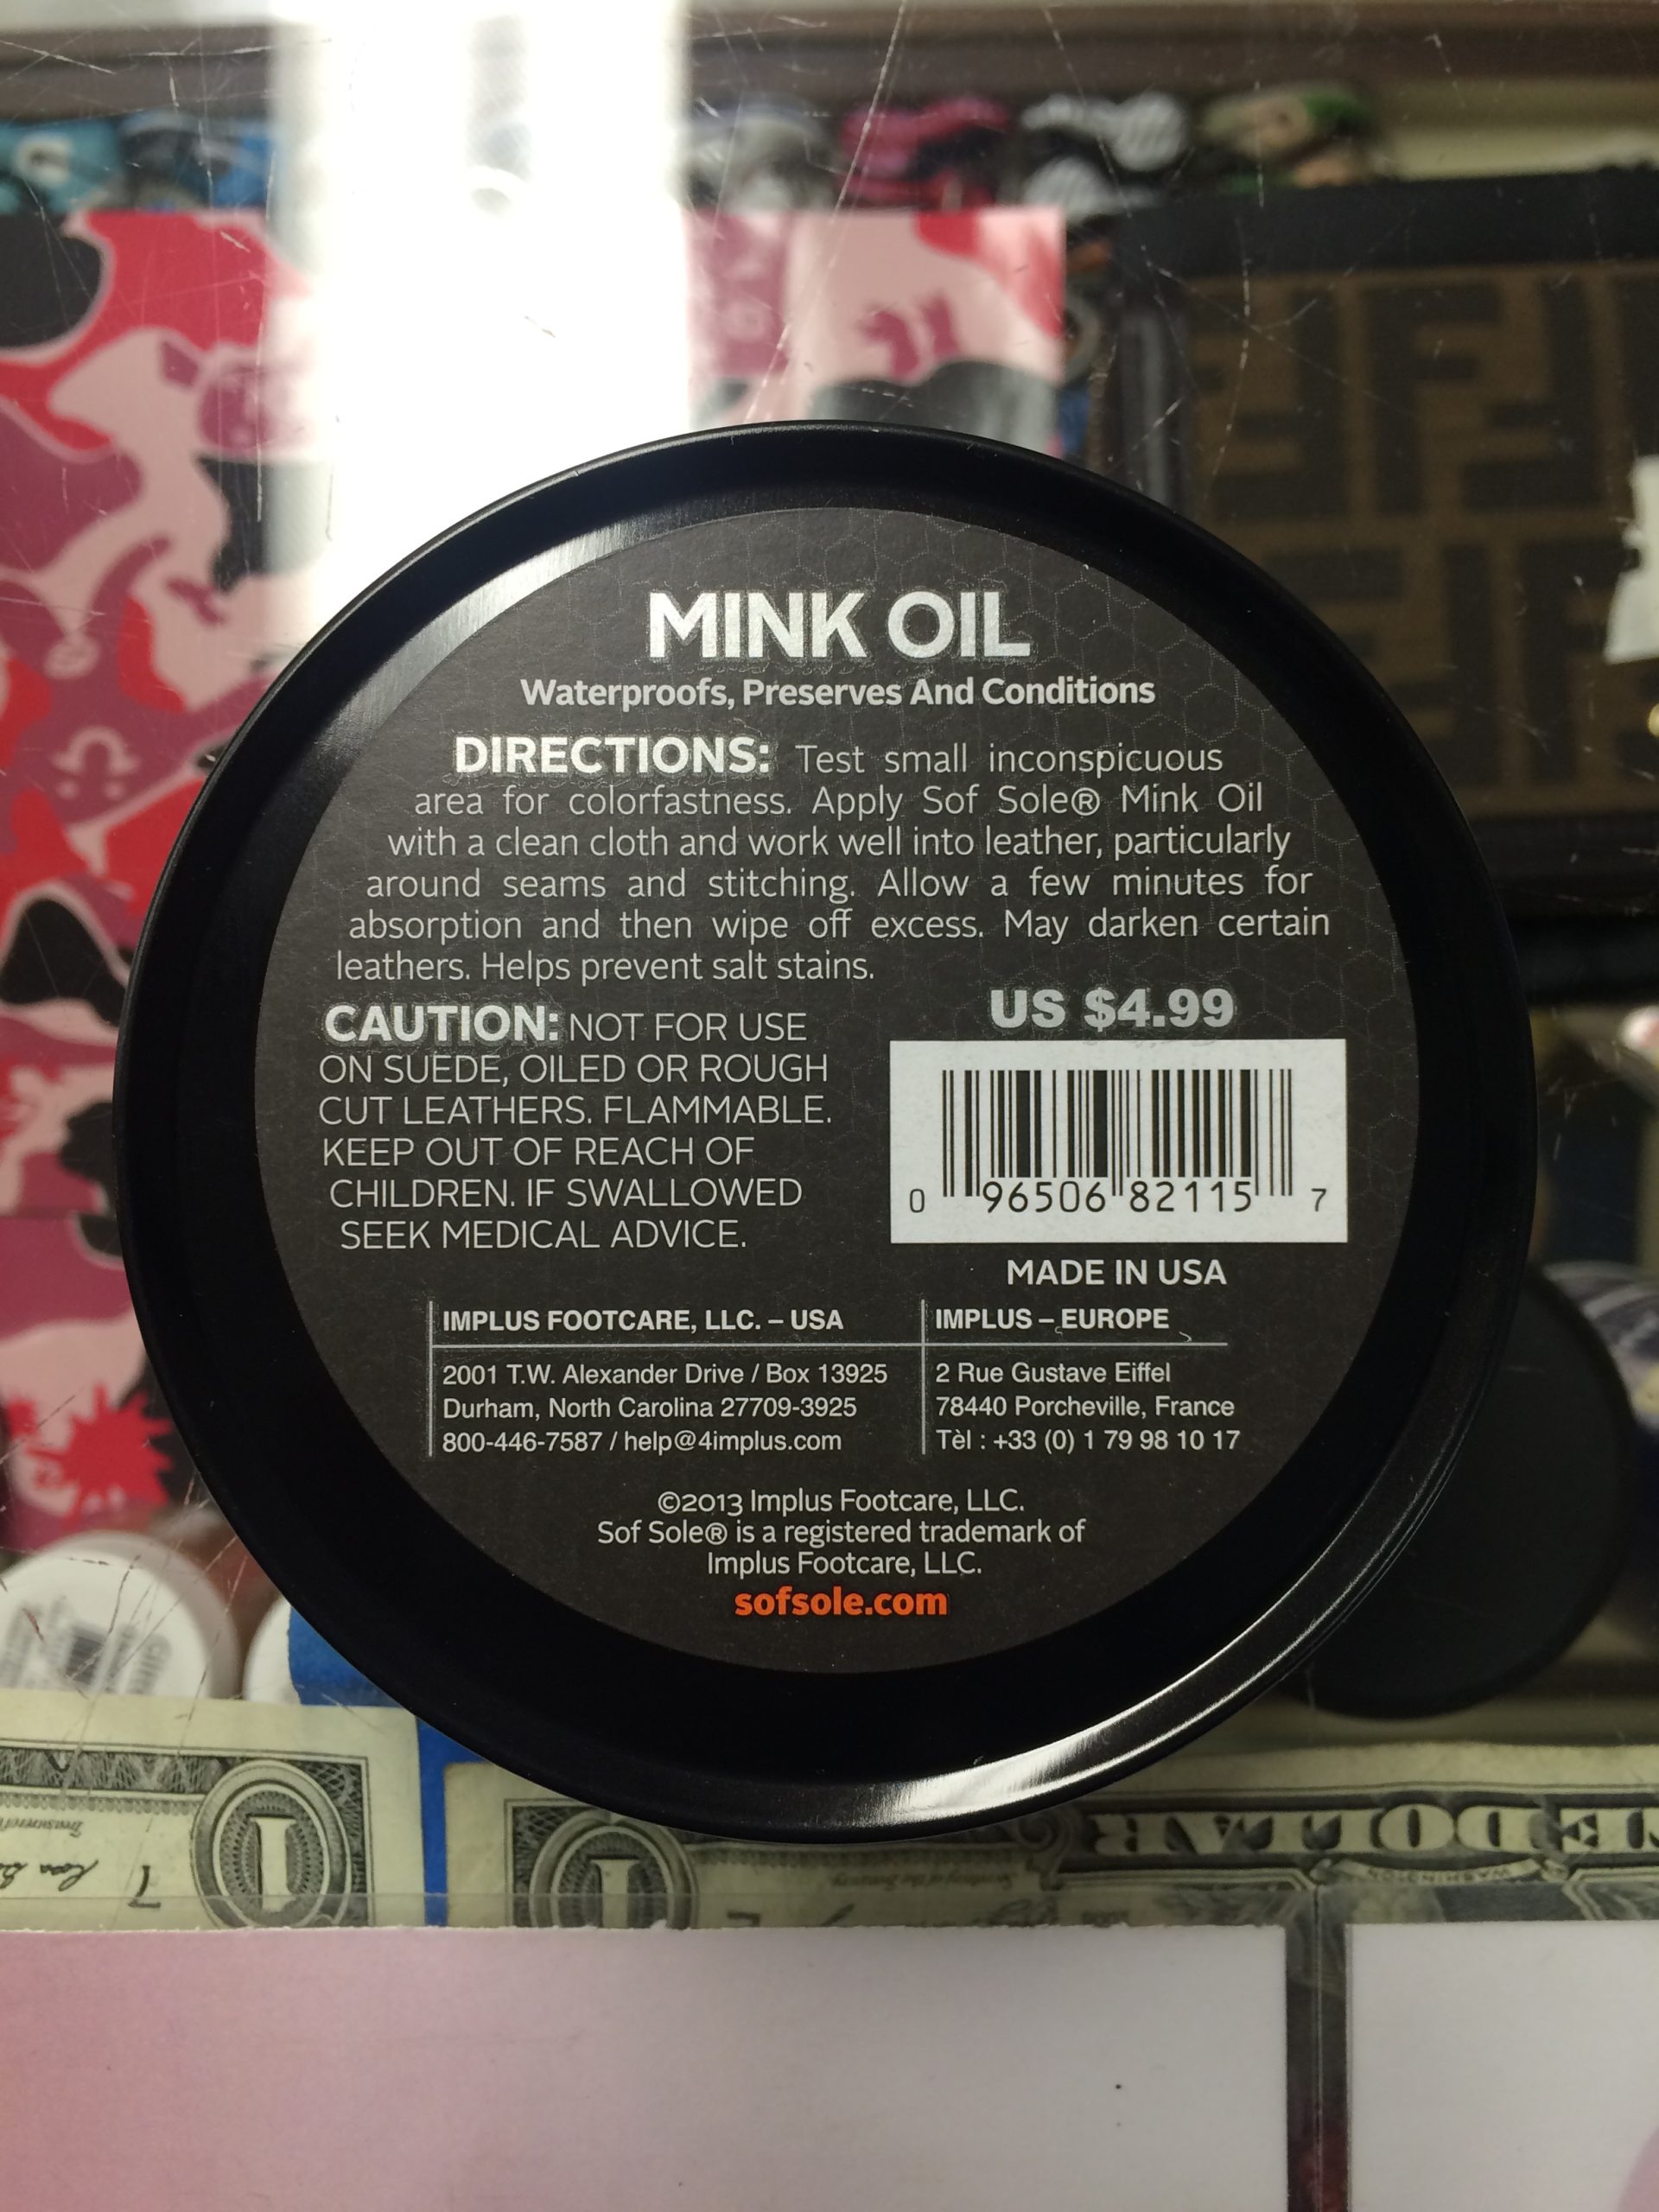 MINK OIL
Waterproofs, Preserves And Conditions
DIRECTIONS: Test small inconspicuous
area for colorfastness. Apply Sof Sole® Mink Oil
with a clean cloth and work well into leather, particularly
around seams and stitching. Allow a few minutes for
absorption and then wipe off excess. May darken certain
leathers. Helps prevent salt stains.
CAUTION: NOT FOR USE
ON SUEDE, OILED OR ROUGH
CUT LEATHERS. FLAMMABLE.
KEEP OUT OF REACH OF
CHILDREN. IF SWALLOWED
SEEK MEDICAL ADVICE.
US $4.99
0 96506 82115 7
MADE IN USA
IMPLUS FOOTCARE, LLC. – USA
2001 T.W. Alexander Drive / Box 13925
Durham, North Carolina 27709-3925
800-446-7587 / help@4implus.com
IMPLUS – EUROPE
2 Rue Gustave Eiffel
78440 Porcheville, France
Tèl : +33 (0) 1 79 98 10 17
©2013 Implus Footcare, LLC.
Sof Sole® is a registered trademark of
Implus Footcare, LLC.
sofsole.com
1
1
DOLLAR